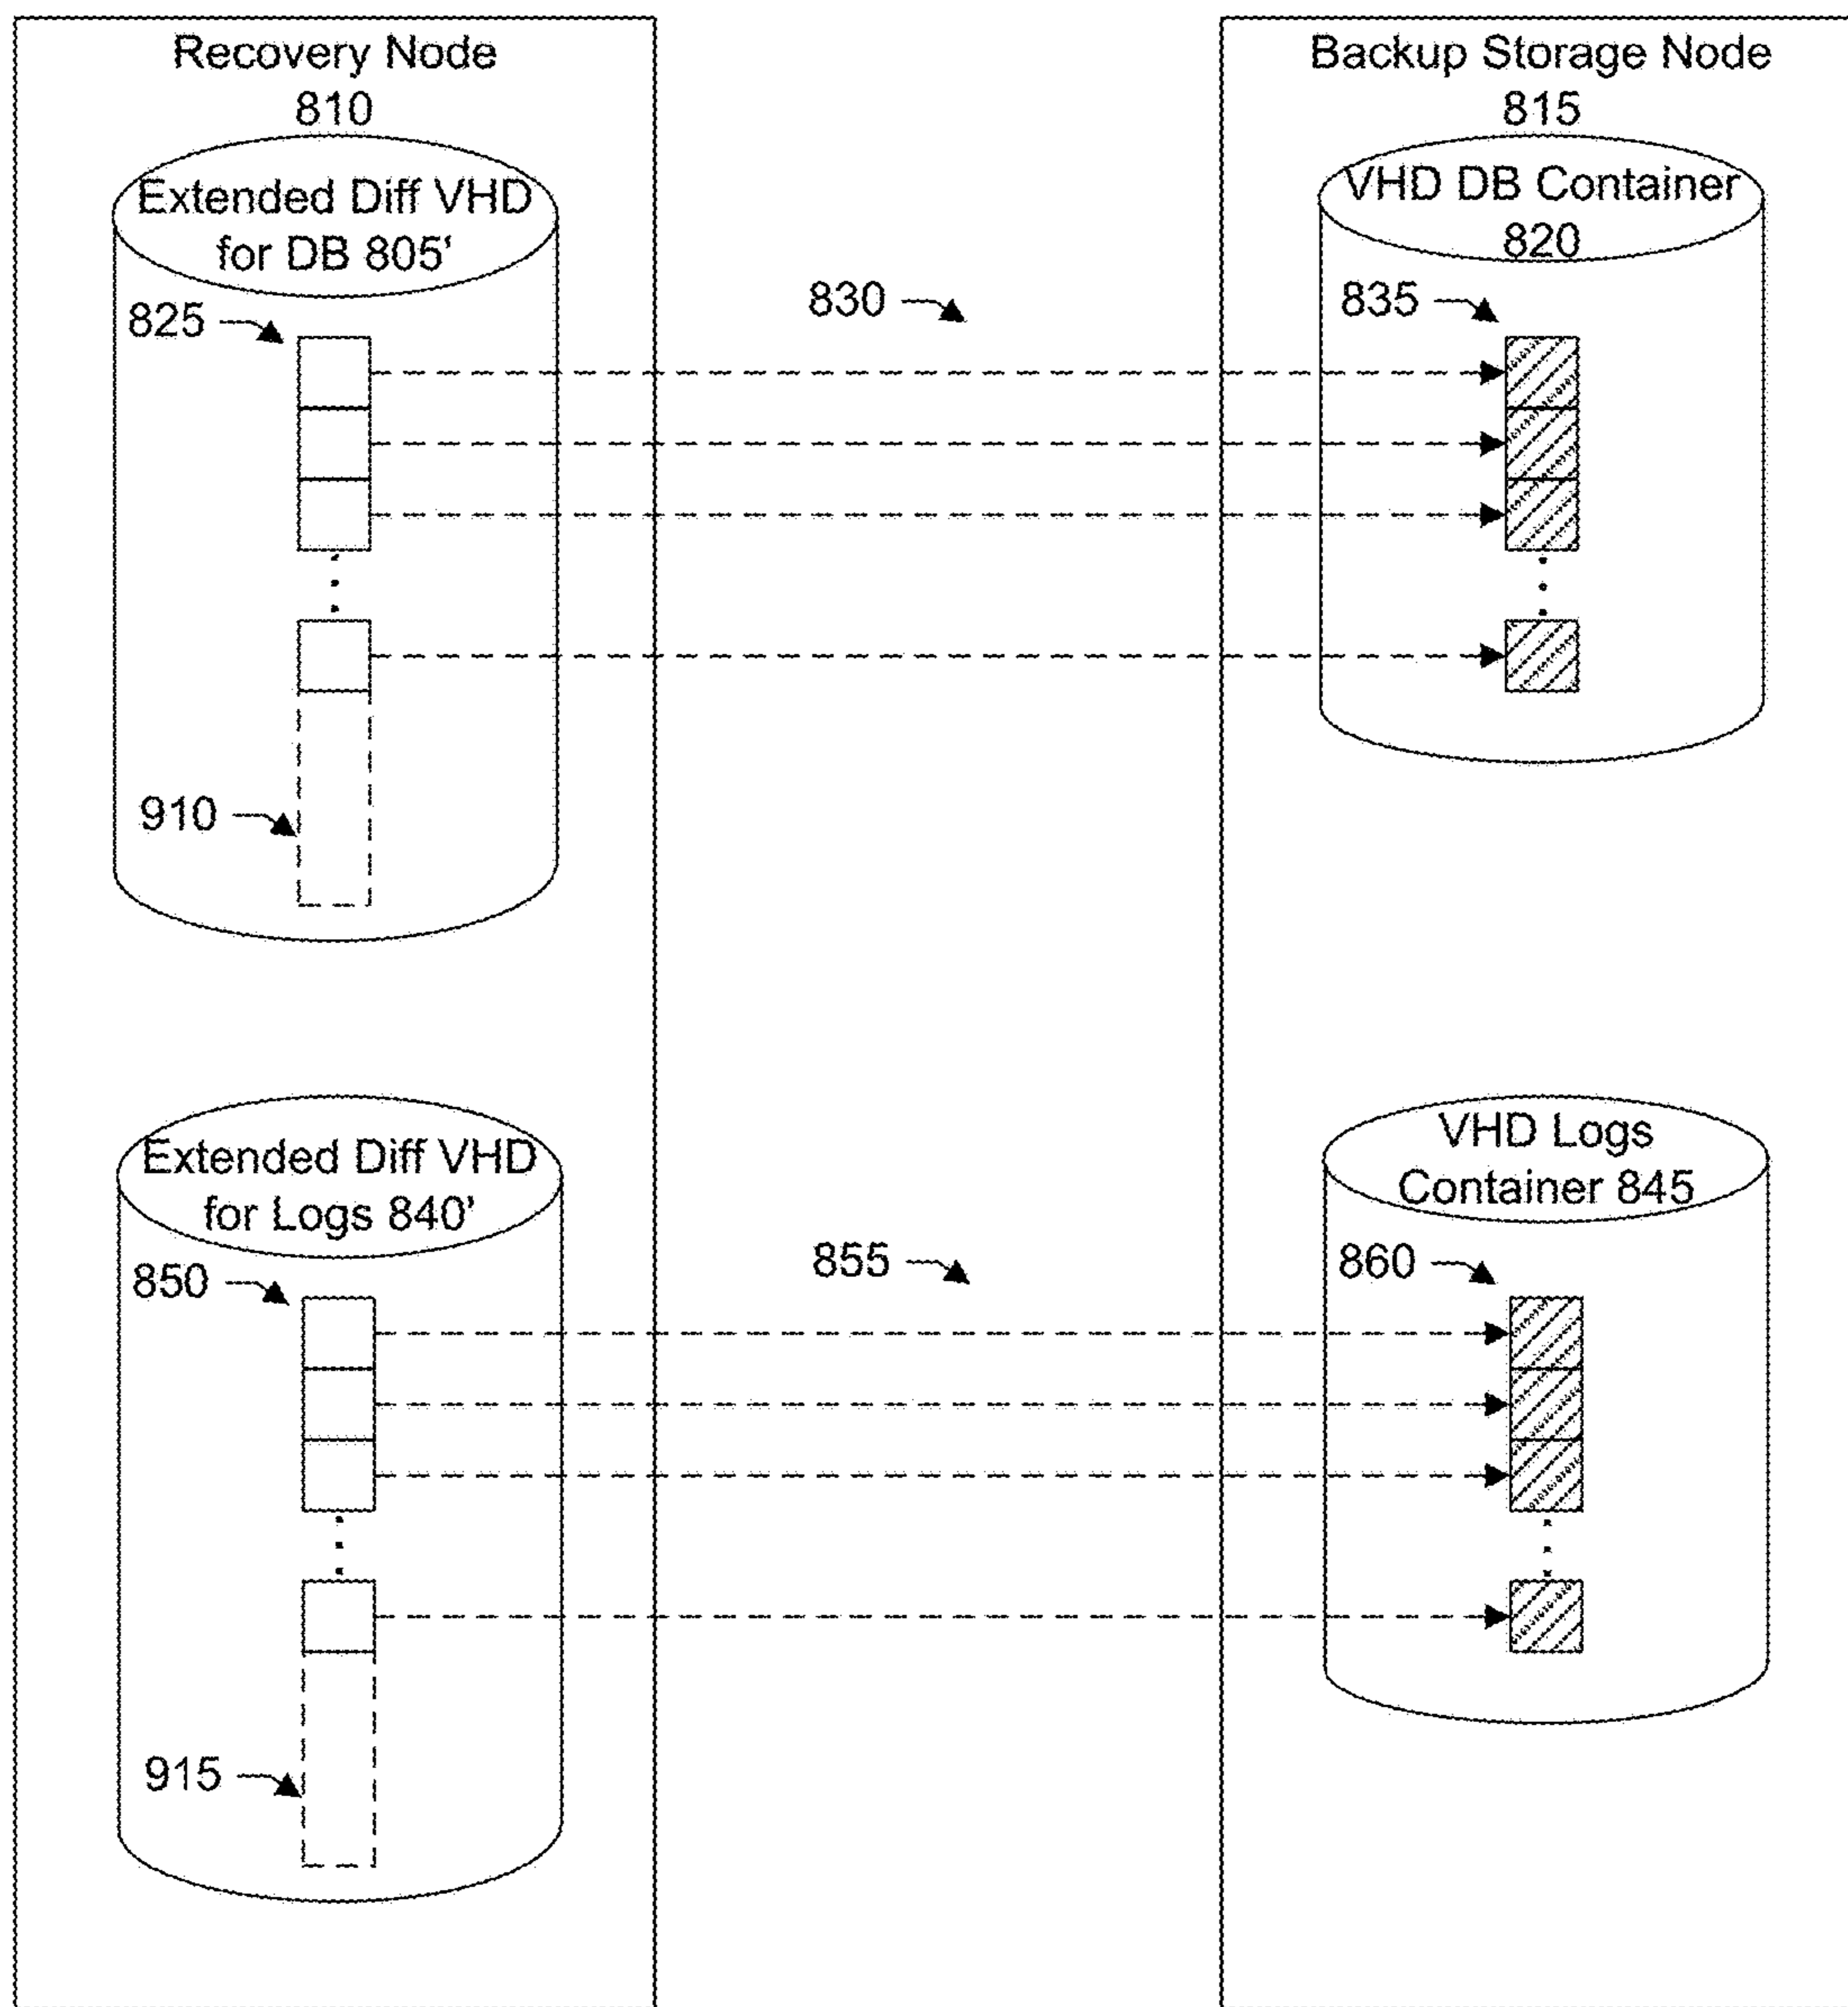 Recovery Node
810
Extended Diff VHD
for DB 805'
825
910
Extended Diff VHD
for Logs 840'
850
915
830
855
Backup Storage Node
815
VHD DB Container
820
835
VHD Logs
Container 845
860